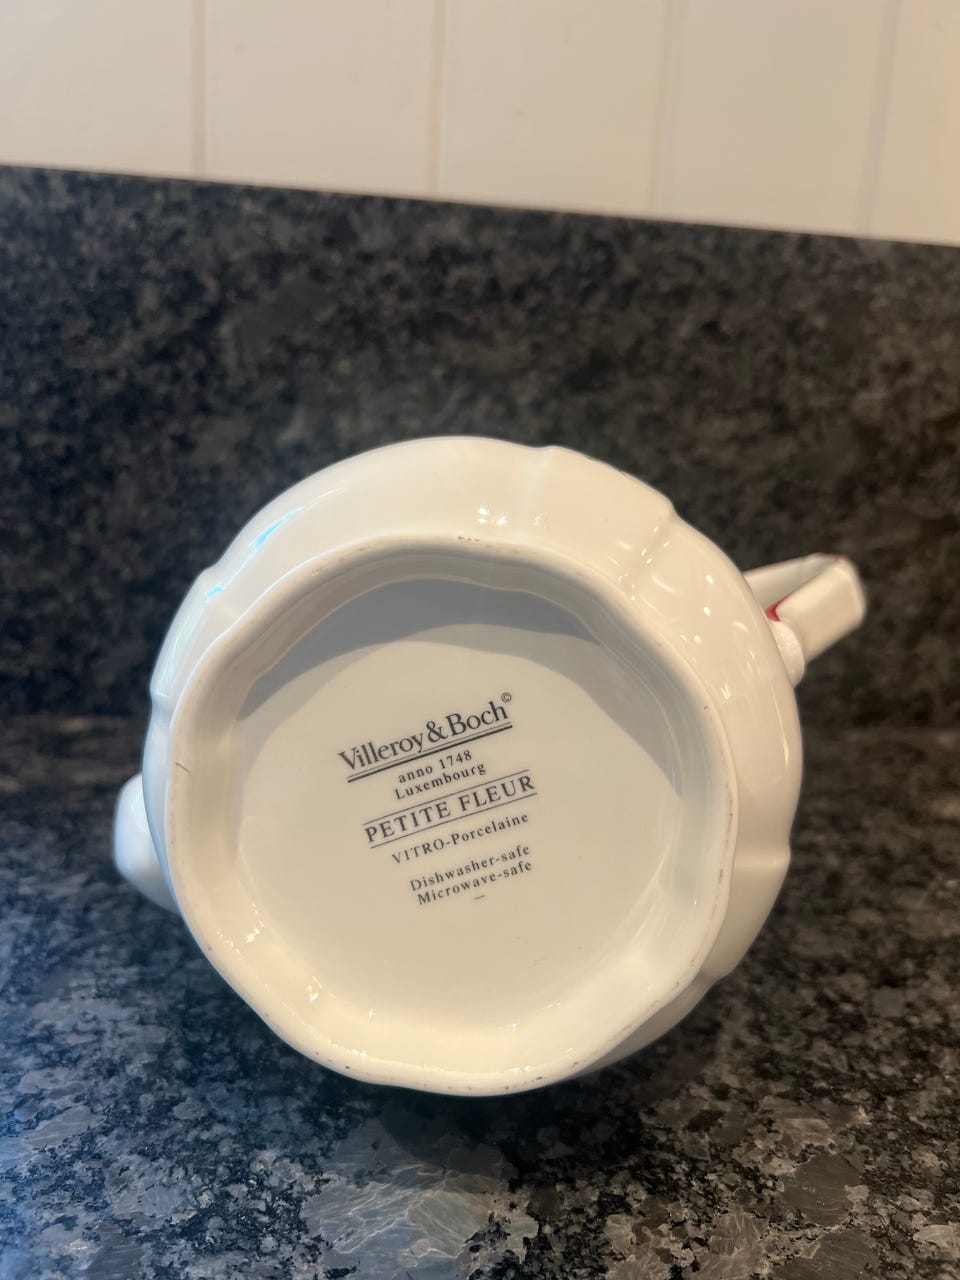 Villeroy & Boch©
anno 1748
Luxembourg
PETITE FLEUR
VITRO-Porcelaine
Dishwasher-safe
Microwave-safe